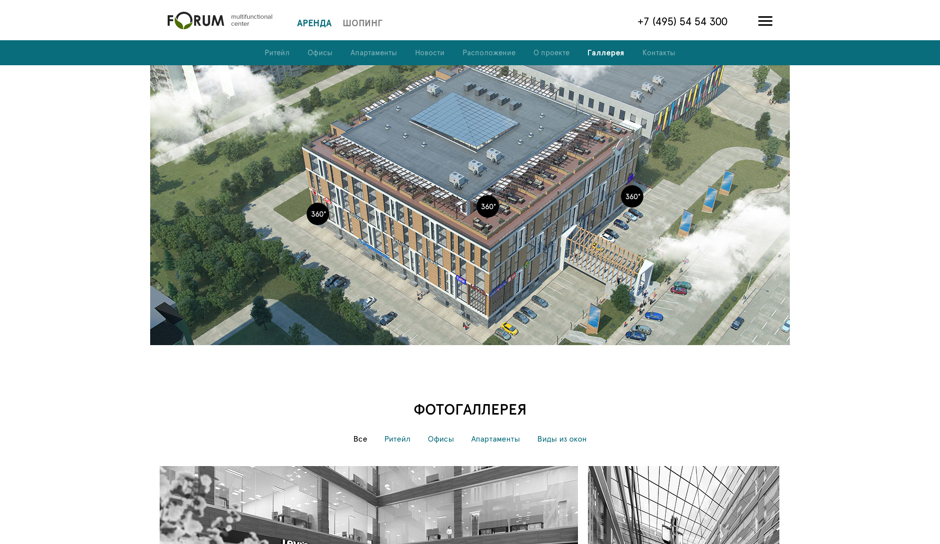 FORUM
multifunctional
center
АРЕНДА
ШОПИНГ
+7 (495) 54 54 300
Ритейл
Офисы
Апартаменты
Новости
Расположение
О проекте
Галлерея
Контакты
360°
360°
360°
ФОТОГАЛЛЕРЕЯ
Все
Ритейл
Офисы
Апартаменты
Виды из окон